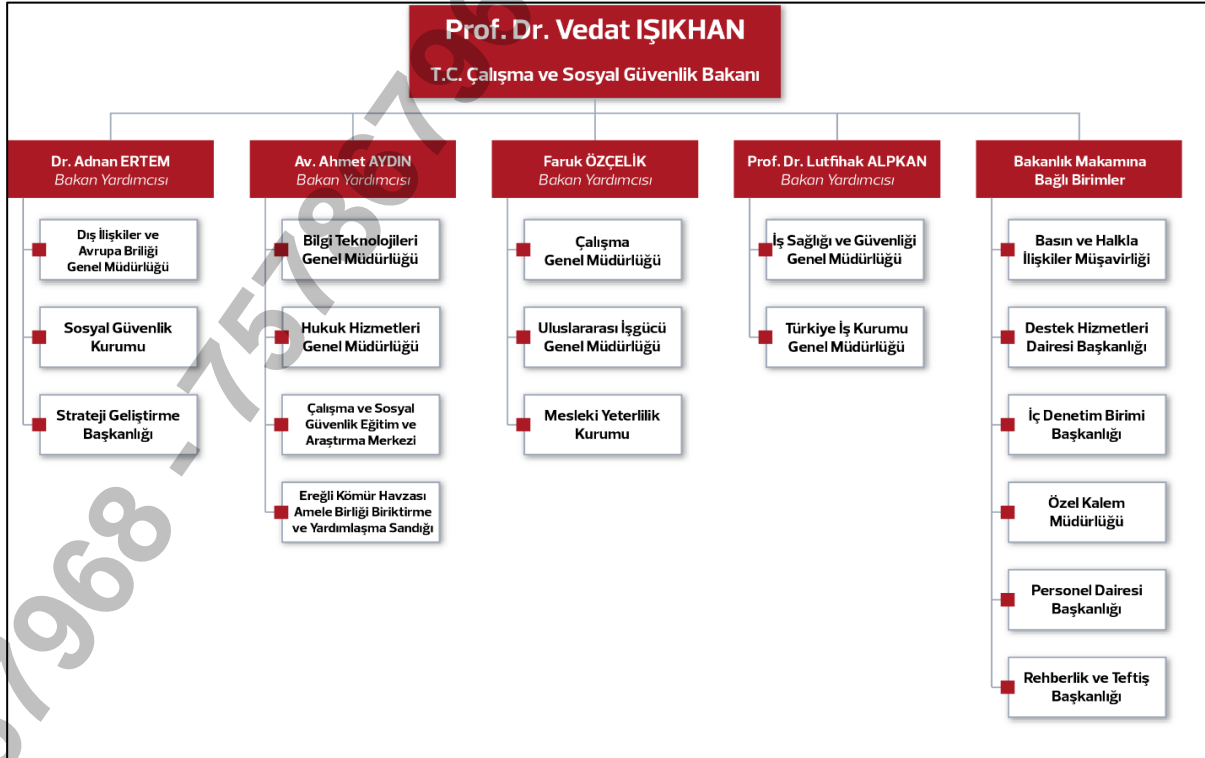 Prof. Dr. Vedat IŞIKHAN
T.C. Çalışma ve Sosyal Güvenlik Bakanı
Dr. Adnan ERTEM
Bakan Yardımcısı
Dış İlişkiler ve
Avrupa Briliği
Genel Müdürlüğü
Sosyal Güvenlik
Kurumu
Strateji Geliştirme
Başkanlığı
Av. Ahmet AYDIN
Bakan Yardımcısı
Bilgi Teknolojileri
Genel Müdürlüğü
Hukuk Hizmetleri
Genel Müdürlüğü
Çalışma ve Sosyal
Güvenlik Eğitim ve
Araştırma Merkezi
Ereğli Kömür Havzası
Amele Birliği Biriktirme
ve Yardımlaşma Sandığı
Faruk ÖZÇELİK
Bakan Yardımcısı
Çalışma
Genel Müdürlüğü
Uluslararası İşgücü
Genel Müdürlüğü
Mesleki Yeterlilik
Kurumu
Prof. Dr. Lutfihak ALPKAN
Bakan Yardımcısı
İş Sağlığı ve Güvenliği
Genel Müdürlüğü
Türkiye İş Kurumu
Genel Müdürlüğü
Bakanlık Makamına
Bağlı Birimler
Basın ve Halkla
İlişkiler Müşavirliği
Destek Hizmetleri
Dairesi Başkanlığı
İç Denetim Birimi
Başkanlığı
Özel Kalem
Müdürlüğü
Personel Dairesi
Başkanlığı
Rehberlik ve Teftiş
Başkanlığı
67968 - 75786796